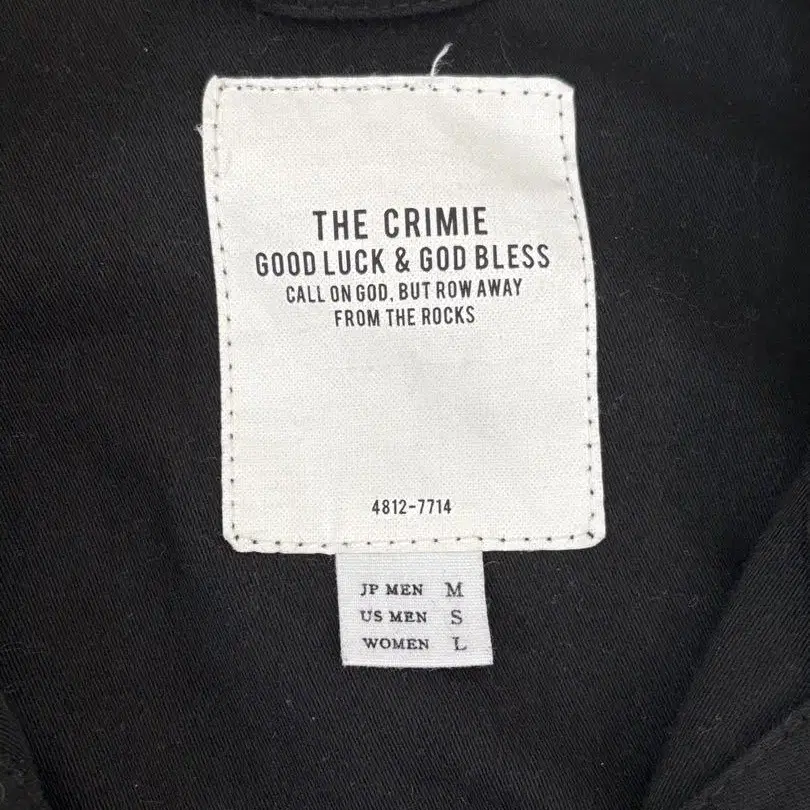 THE CRIMIE
GOOD LUCK & GOD BLESS
CALL ON GOD, BUT ROW AWAY
FROM THE ROCKS
4812-7714
JP MEN M
US MEN S
WOMEN L